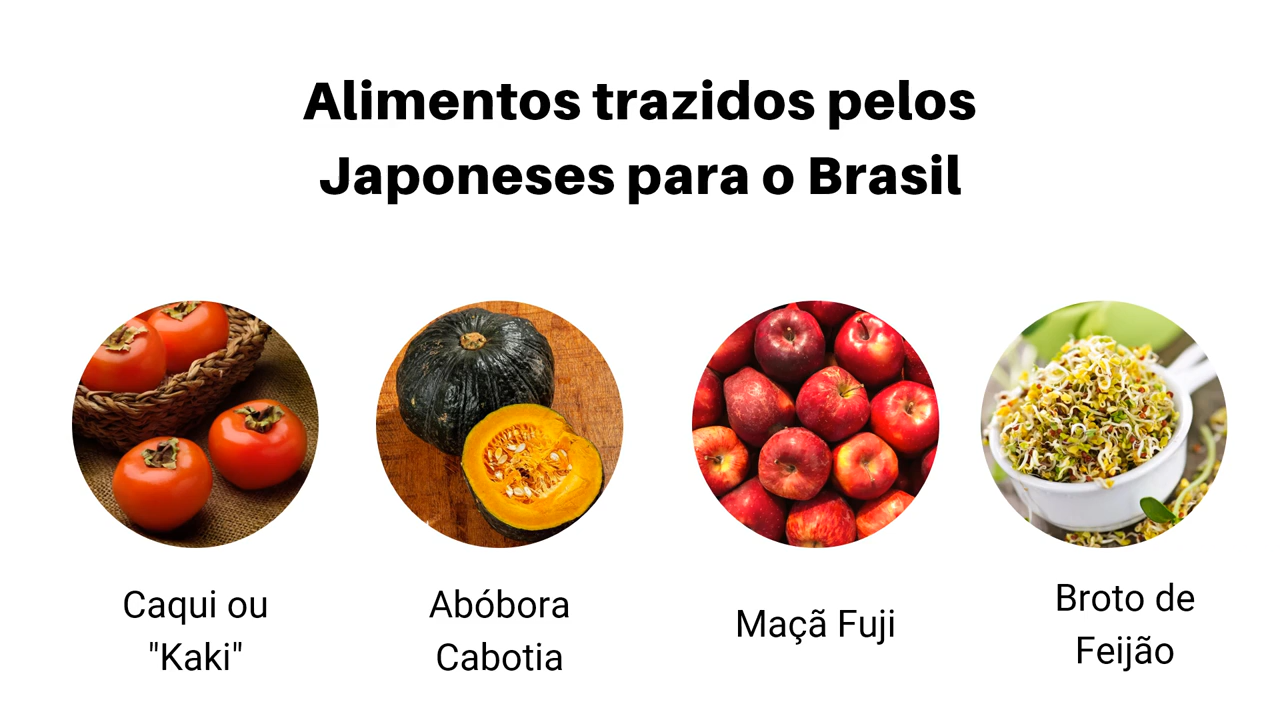 Alimentos trazidos pelos
Japoneses para o Brasil
Caqui ou
"Kaki"
Abóbora
Cabotia
Maçã Fuji
Broto de
Feijão